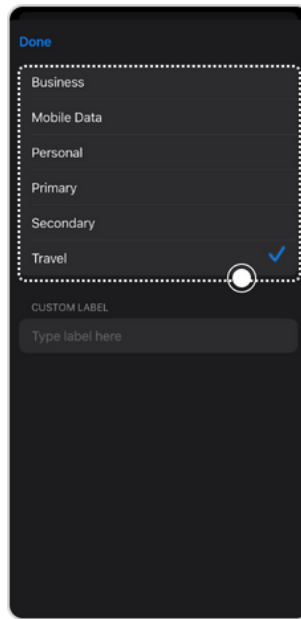 Done
Business
Mobile Data
Personal
Primary
Secondary
Travel
CUSTOM LABEL
Type label here